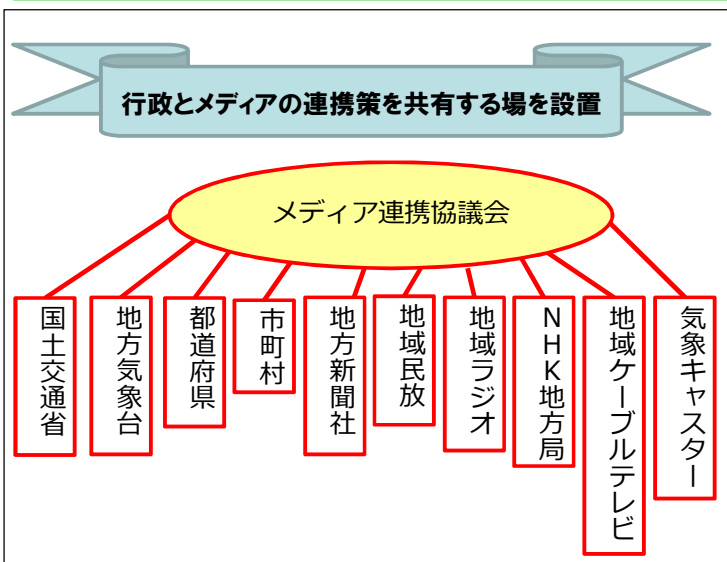 行政とメディアの連携策を共有する場を設置
メディア連携協議会
国土交通省
地方気象台
都道府県
市町村
地方新聞社
地域民放
地域ラジオ
NHK地方局
地域ケーブルテレビ
気象キャスター